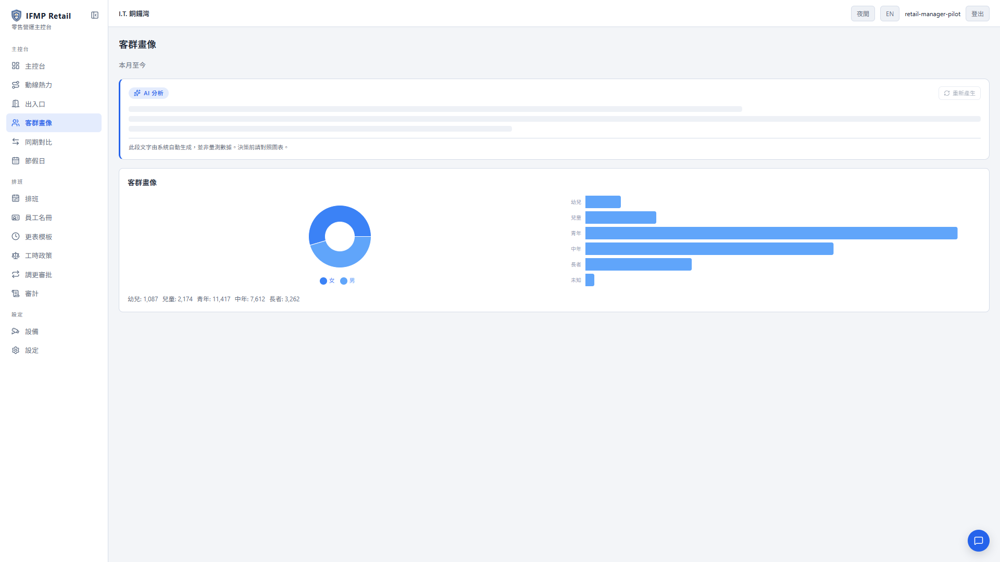 IFMP Retail
零售營運主控台
主控台
主控台
動線熱力
出入口
客群畫像
同期對比
節假日
排班
排班
員工名冊
更表模板
工時政策
調更審批
審計
設定
設備
設定
I.T. 銅鑼灣
夜間
EN
retail-manager-pilot
登出
客群畫像
本月至今
AI 分析
重新產生
此段文字由系統自動生成，並非量測數據。決策前請對照圖表。
客群畫像
女
男
幼兒
兒童
青年
中年
長者
未知
幼兒: 1,087 兒童: 2,174 青年: 11,417 中年: 7,612 長者: 3,262